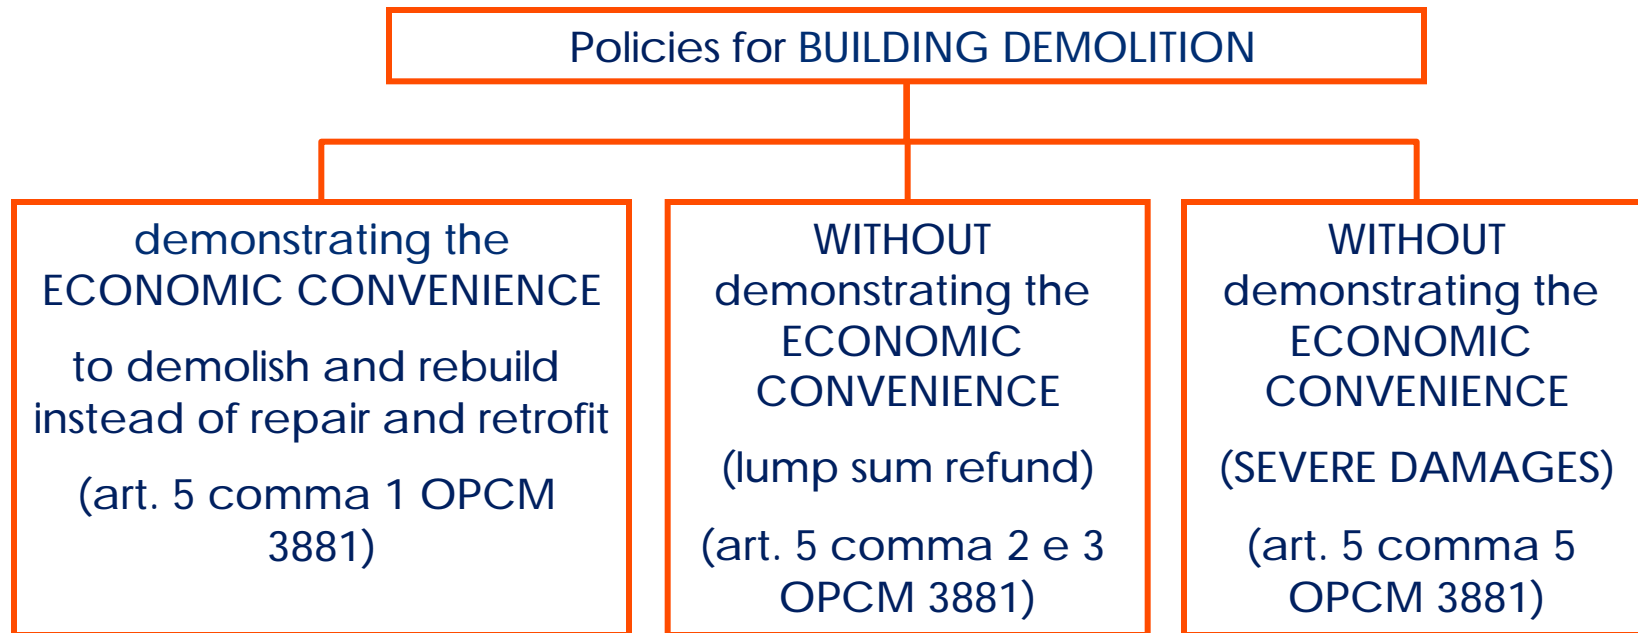 Policies for BUILDING DEMOLITION
demonstrating the
ECONOMIC CONVENIENCE
to demolish and rebuild
instead of repair and retrofit
(art. 5 comma 1 OPCM
3881)
WITHOUT
demonstrating the
ECONOMIC
CONVENIENCE
(lump sum refund)
(art. 5 comma 2 e 3
OPCM 3881)
WITHOUT
demonstrating the
ECONOMIC
CONVENIENCE
(SEVERE DAMAGES)
(art. 5 comma 5
OPCM 3881)